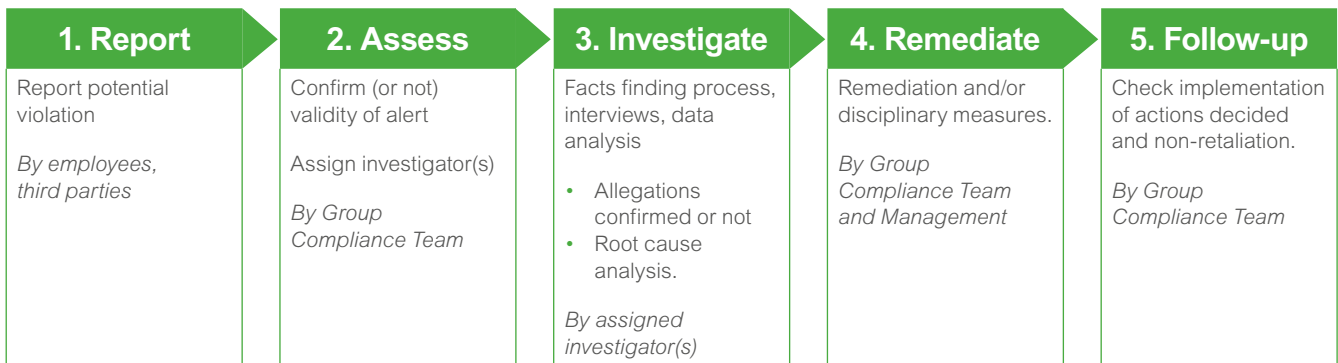 1. Report
Report potential
violation
By employees,
third parties
2. Assess
Confirm (or not)
validity of alert
Assign investigator(s)
By Group
Compliance Team
3. Investigate
Facts finding process,
interviews, data
analysis
• Allegations
confirmed or not
• Root cause
analysis.
By assigned
investigator(s)
4. Remediate
Remediation and/or
disciplinary measures.
By Group
Compliance Team
and Management
5. Follow-up
Check implementation
of actions decided
and non-retaliation.
By Group
Compliance Team